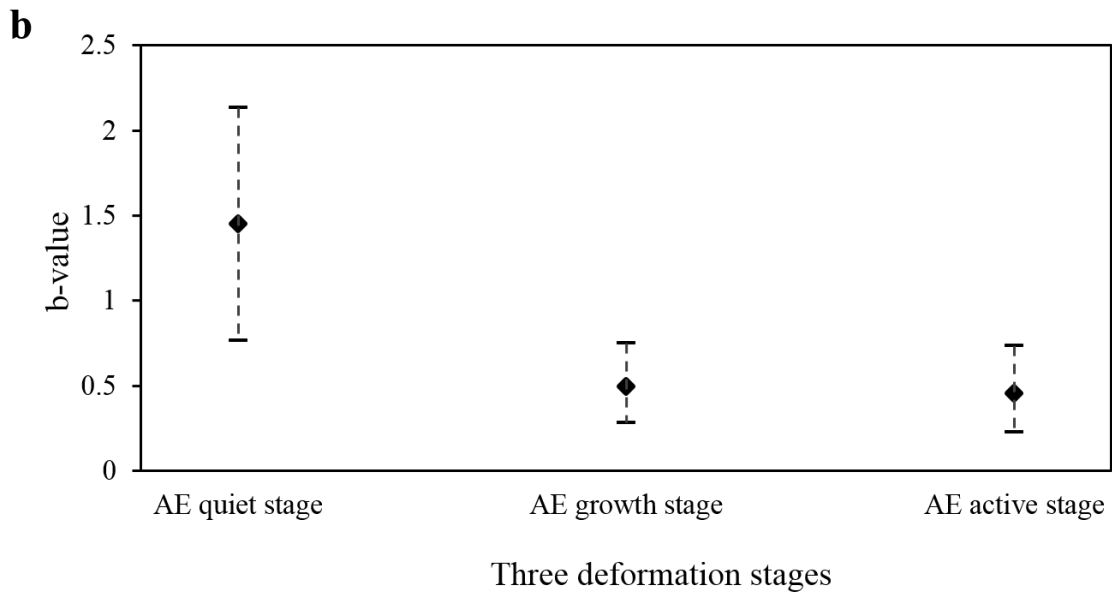 b
2.5
2
1.5
1
0.5
0
b-value
AE quiet stage
AE growth stage
AE active stage
Three deformation stages